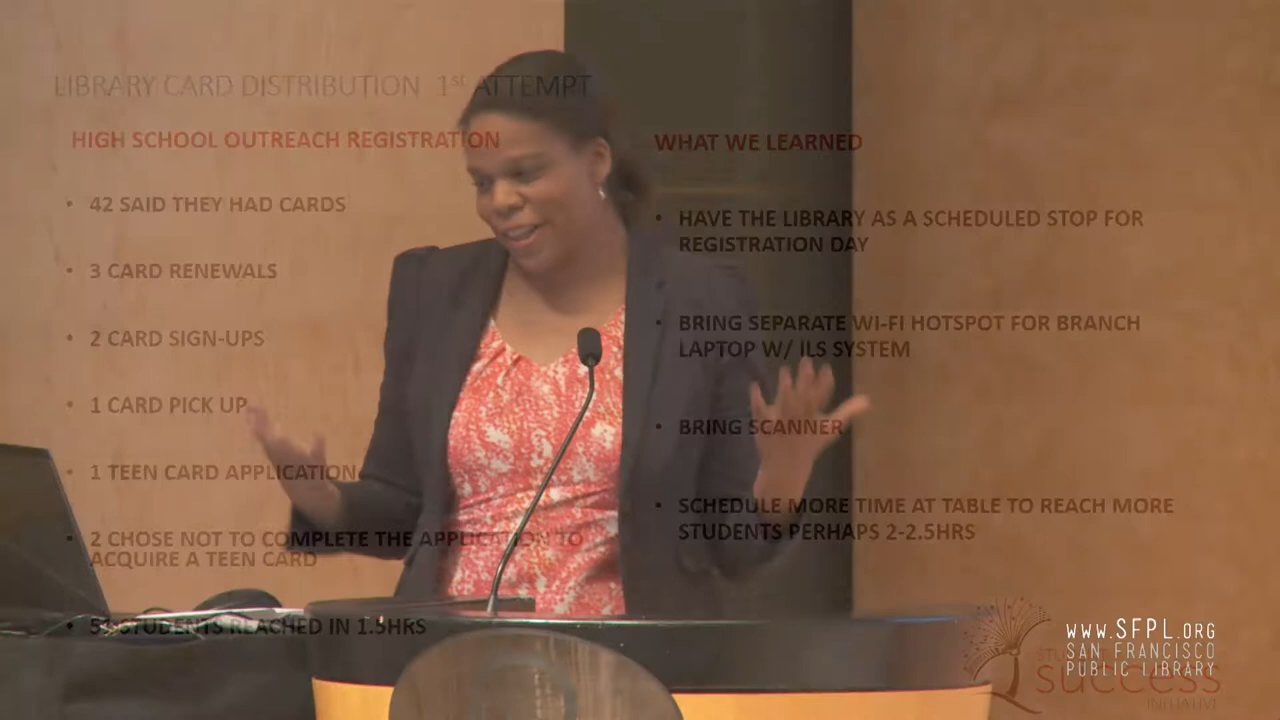 LIBRARY CARD DISTRIBUTION 1st ATTEMPT
HIGH SCHOOL OUTREACH REGISTRATION
• 42 SAID THEY HAD CARDS
• 3 CARD RENEWALS
• 2 CARD SIGN-UPS
• 1 CARD PICK UP
• 1 TEEN CARD APPLICATION
• 2 CHOSE NOT TO COMPLETE THE APPLICATION TO
ACQUIRE A TEEN CARD
• STUDENTS REACHED IN 1.5HRS
WHAT WE LEARNED
• HAVE THE LIBRARY AS A SCHEDULED STOP FOR
REGISTRATION DAY
• BRING SEPARATE WI-FI HOTSPOT FOR BRANCH
LAPTOP W/ ILS SYSTEM
• BRING SCANNER
• SCHEDULE MORE TIME AT TABLE TO REACH MORE
STUDENTS PERHAPS 2-2.5HRS
www.SFPL.ORG
SAN FRANCISCO
PUBLIC LIBRARY
success
INITIATIVE